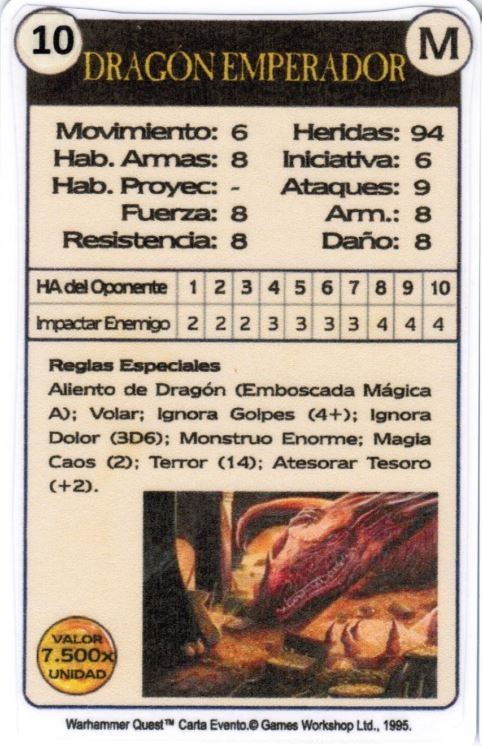 10
DRAGÓN EMPERADOR
M
Movimiento: 6 Heridas: 94
Hab. Armas: 8 Iniciativa: 6
Hab. Proyec: - Ataques: 9
Fuerza: 8 Arm.: 8
Resistencia: 8 Daño: 8
HA del Oponente 1 2 3 4 5 6 7 8 9 10
Impactar Enemigo 2 2 2 3 3 3 3 4 4 4
Reglas Especiales
Aliento de Dragón (Emboscada Mágica
A); Volar; Ignora Golpes (4+); Ignora
Dolor (3D6); Monstruo Enorme; Magia
Caos (2); Terror (14); Atesorar Tesoro
(+2).
VALOR
7.500x
UNIDAD
Warhammer Quest™ Carta Evento.© Games Workshop Ltd., 1995.